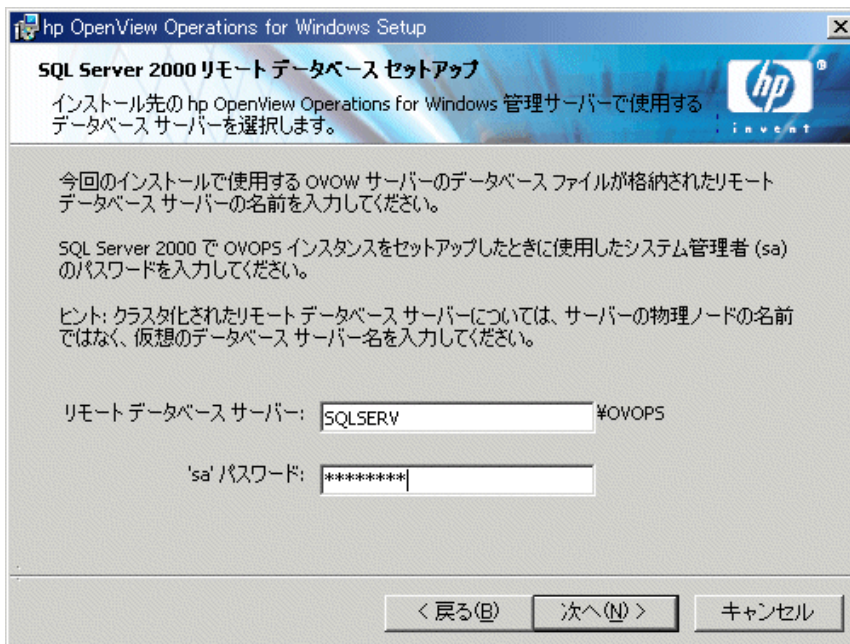 hp OpenView Operations for Windows Setup
SQL Server 2000 リモート データベース セットアップ
インストール先の hp OpenView Operations for Windows 管理サーバーで使用する
データベース サーバーを選択します。
hp
®
invent
今回のインストールで使用する OVOW サーバーのデータベース ファイルが格納されたリモート
データベース サーバーの名前を入力してください。
SQL Server 2000 で OVOPS インスタンスをセットアップしたときに使用したシステム管理者 (sa)
のパスワードを入力してください。
ヒント: クラスタ化されたリモート データベース サーバーについては、サーバーの物理ノードの名前
ではなく、仮想のデータベース サーバー名を入力してください。
リモート データベース サーバー: SQLSERV ¥OVOPS
'sa' パスワード: ********
< 戻る(B) 次へ(N) > キャンセル